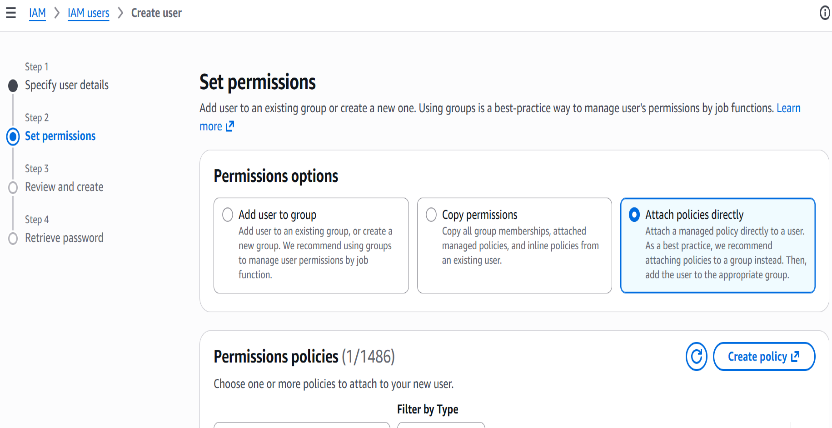 IAM > IAM users > Create user
Step 1
Specify user details
Step 2
Set permissions
Step 3
Review and create
Step 4
Retrieve password
Set permissions
Add user to an existing group or create a new one. Using groups is a best-practice way to manage user's permissions by job functions. Learn
more
Permissions options
Add user to group
Add user to an existing group, or create a
new group. We recommend using groups
to manage user permissions by job
function.
Copy permissions
Copy all group memberships, attached
managed policies, and inline policies from
an existing user.
Attach policies directly
Attach a managed policy directly to a user.
As a best practice, we recommend
attaching policies to a group instead. Then,
add the user to the appropriate group.
Permissions policies (1/1486)
Create policy
Choose one or more policies to attach to your new user.
Filter by Type